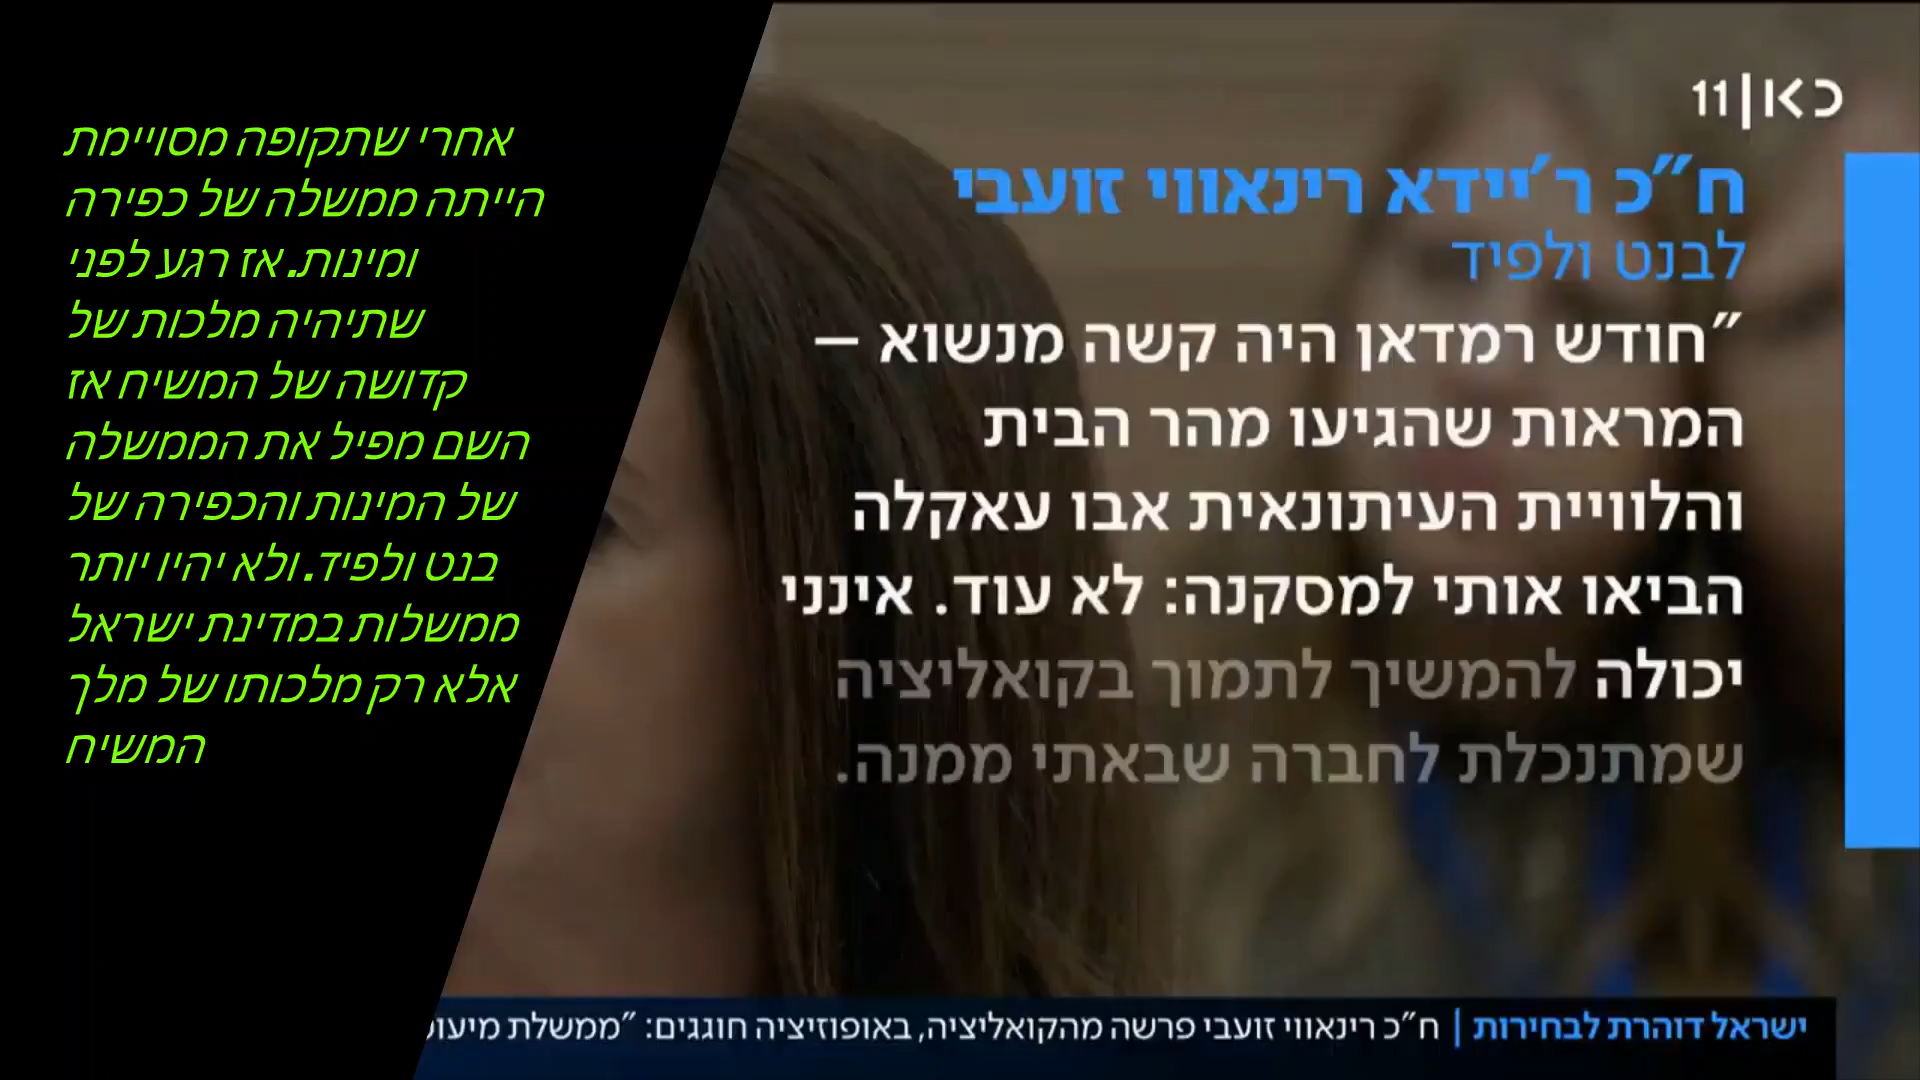 אחרי שתקופה מסויימת
הייתה ממשלה של כפירה
ומינות. אז רגע לפני
שתיהיה מלכות של
קדושה של המשיח אז
השם מפיל את הממשלה
של המינות והכפירה של
בנט ולפיד. ולא יהיו יותר
ממשלות במדינת ישראל
אלא רק מלכותו של מלך
המשיח
כאן|11
ח"כ ר'יידא רינאווי זועבי
לבנט ולפיד
"חודש רמדאן היה קשה מנשוא –
המראות שהגיעו מהר הבית
והלוויית העיתונאית אבו עאקלה
הביאו אותי למסקנה: לא עוד. אינני
יכולה להמשיך לתמוך בקואליציה
שמתנכלת לחברה שבאתי ממנה.
ישראל דוהרת לבחירות | ח"כ רינאווי זועבי פרשה מהקואליציה, באופוזיציה חוגגים: "ממשלת